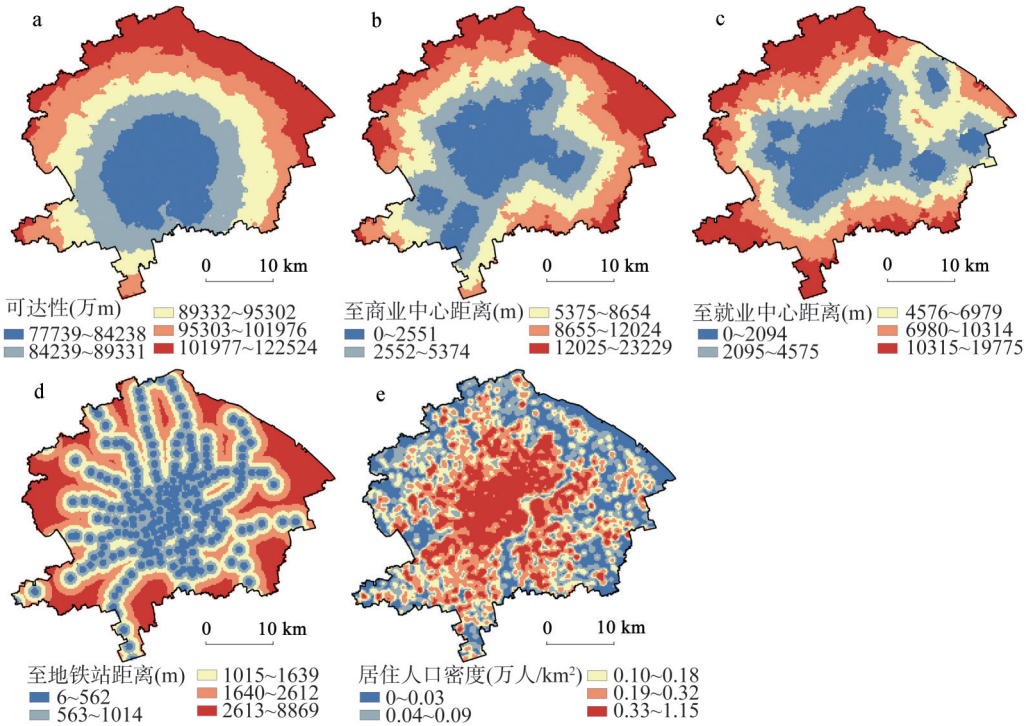 a
b
c
0 10 km
0 10 km
0 10 km
可达性(万m)
77739~84238
84239~89331
89332~95302
95303~101976
101977~122524
至商业中心距离(m)
0~2551
2552~5374
5375~8654
8655~12024
12025~23229
至就业中心距离(m)
0~2094
2095~4575
4576~6979
6980~10314
10315~19775
d
e
0 10 km
0 10 km
至地铁站距离(m)
6~562
563~1014
1015~1639
1640~2612
2613~8869
居住人口密度(万人/km²)
0~0.03
0.04~0.09
0.10~0.18
0.19~0.32
0.33~1.15